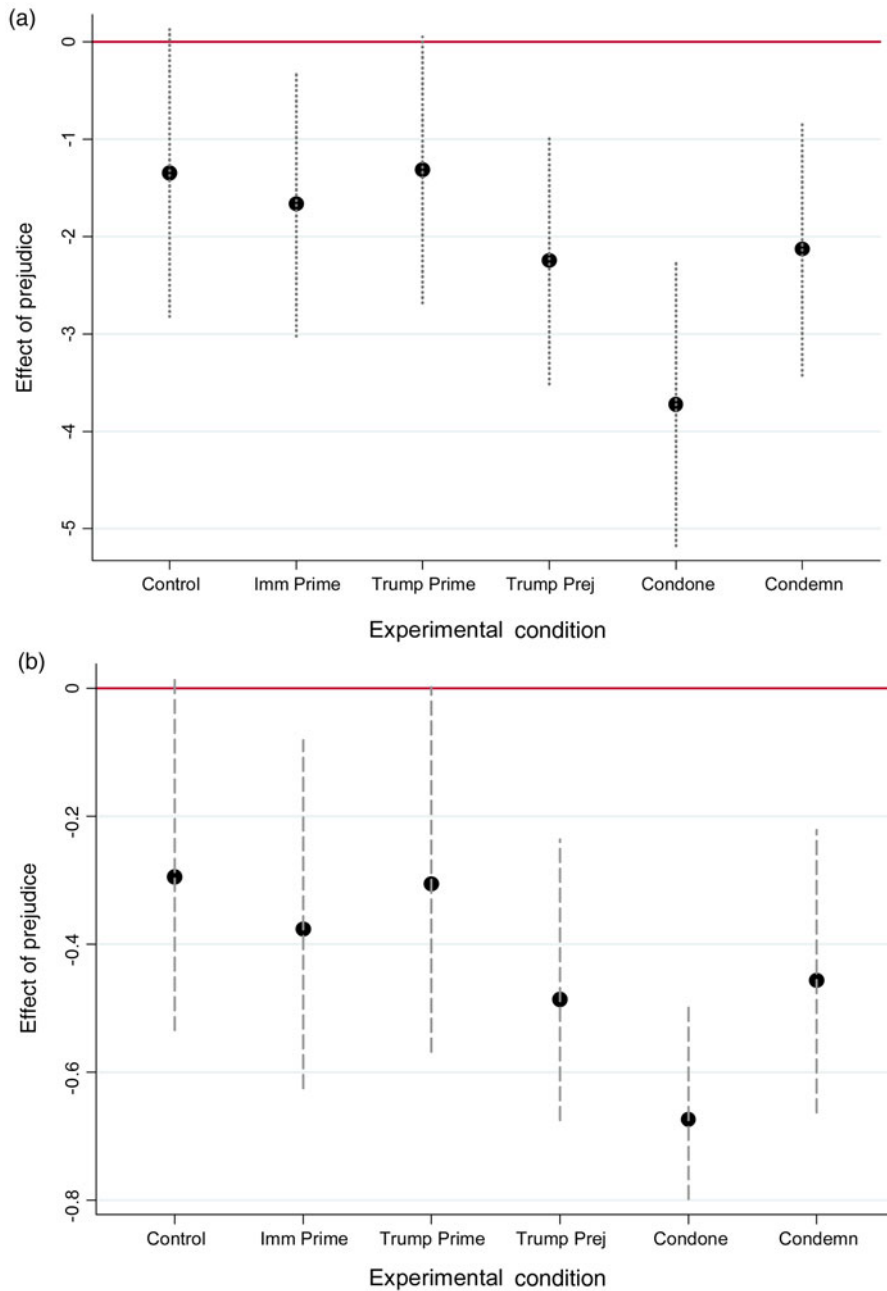 (a)
0
-1
-2
-3
-4
-5
Effect of prejudice
Control Imm Prime Trump Prime Trump Prej Condone Condemn
Experimental condition
(b)
0
-0.2
-0.4
-0.6
-0.8
Effect of prejudice
Control Imm Prime Trump Prime Trump Prej Condone Condemn
Experimental condition